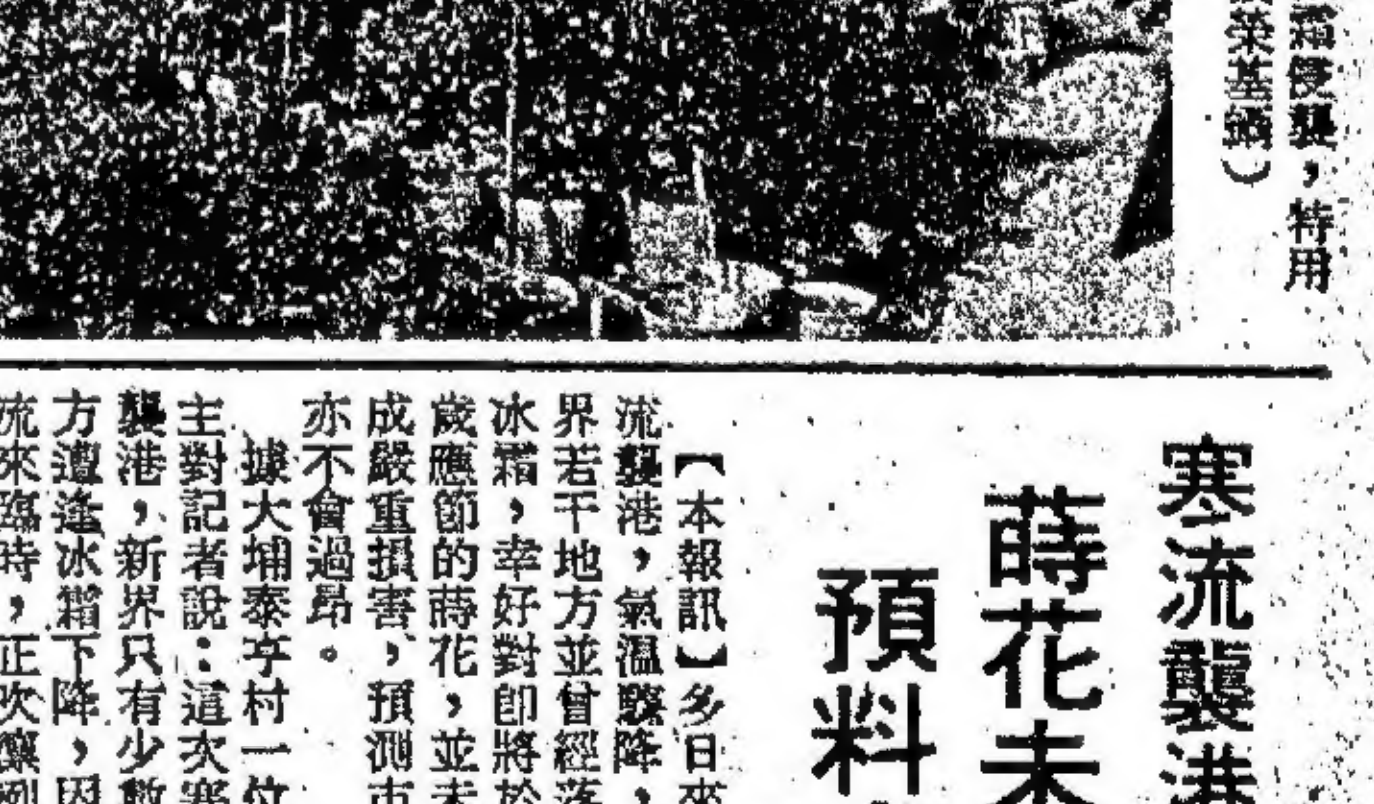 霜侵襲，特用
榮基攝）
寒流襲港
蒔花未
預料
【本報訊】多日來
流襲港，氣溫驟降，
界若干地方並曾經落
冰霜，幸好對即將於
歲應節的蒔花，並未
成嚴重損害，預測市
亦不會過昂。
據大埔泰亨村一位
主對記者說：這次寒
襲港，新界只有少數
方遭逢冰霜下降，因
流來臨時，正吹釀列